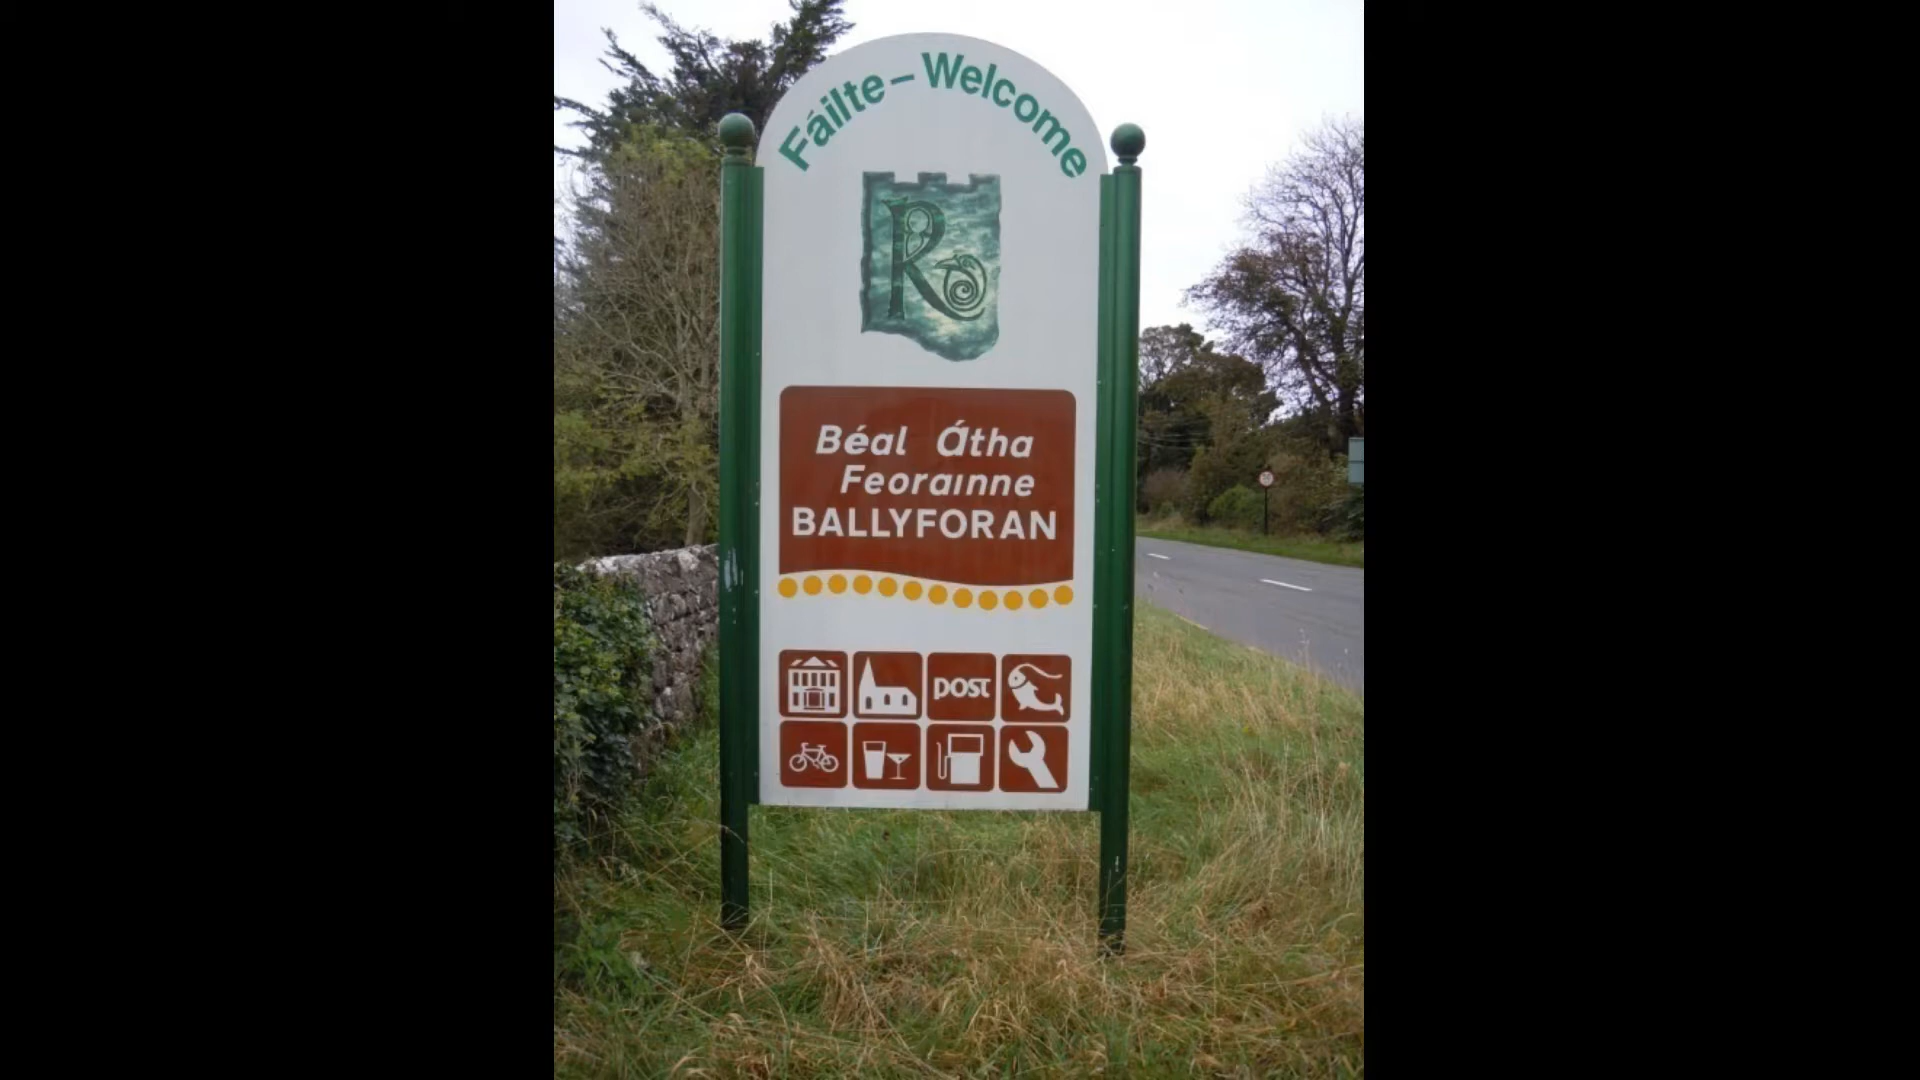 Fáilte – Welcome
R
Béal Átha
Feorainne
BALLYFORAN
post